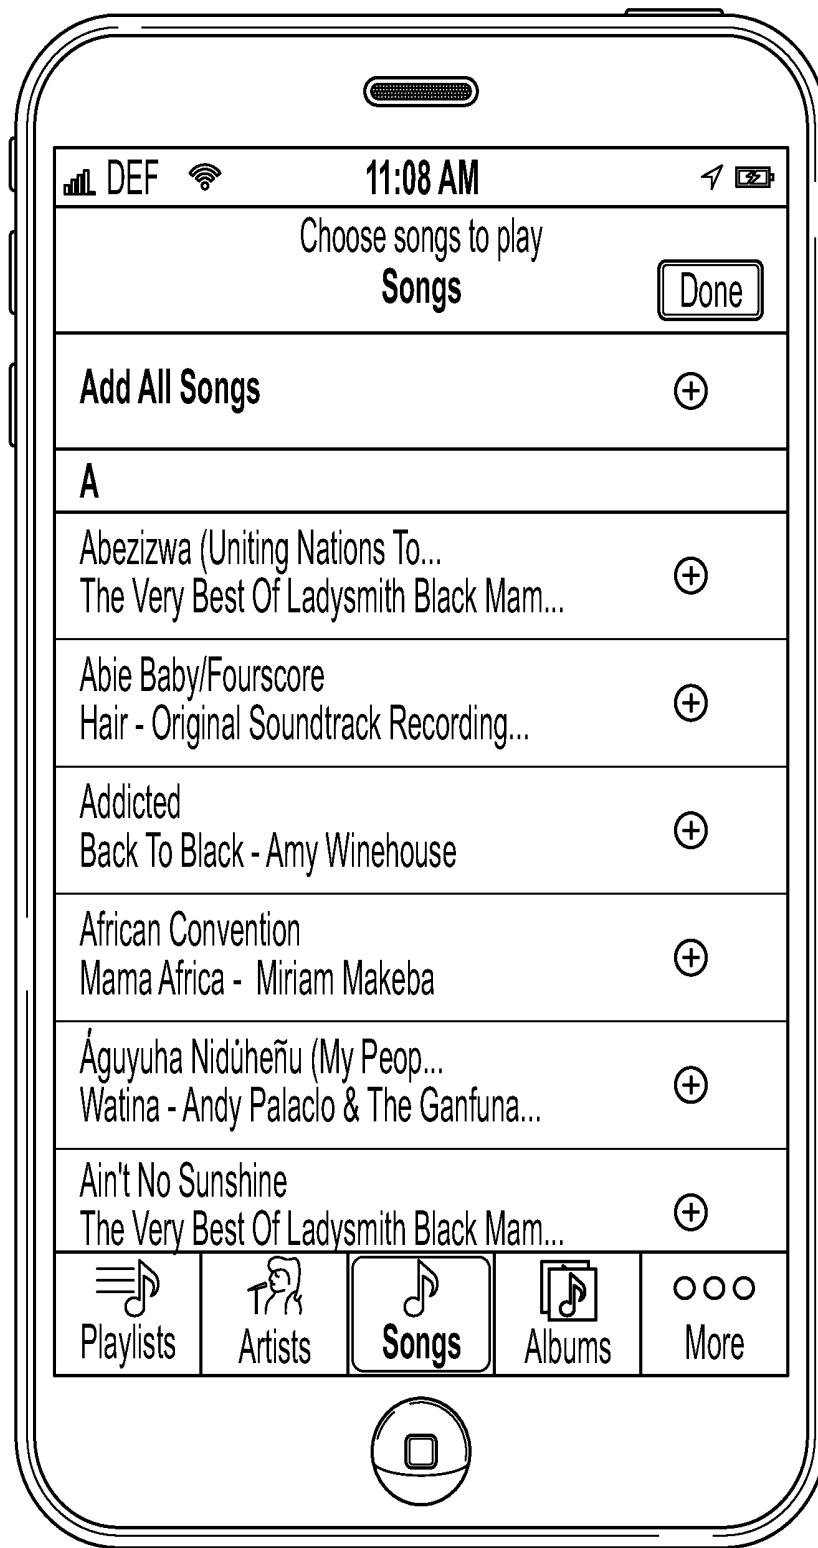 DEF 11:08 AM
Choose songs to play
Songs
Done
Add All Songs
A
Abezizwa (Uniting Nations To...
The Very Best Of Ladysmith Black Mam...
Abie Baby/Fourscore
Hair - Original Soundtrack Recording...
Addicted
Back To Black - Amy Winehouse
African Convention
Mama Africa - Miriam Makeba
Águyuha Nidúheñu (My Peop...
Watina - Andy Palaclo & The Ganfuna...
Ain't No Sunshine
The Very Best Of Ladysmith Black Mam...
Playlists Artists Songs Albums More